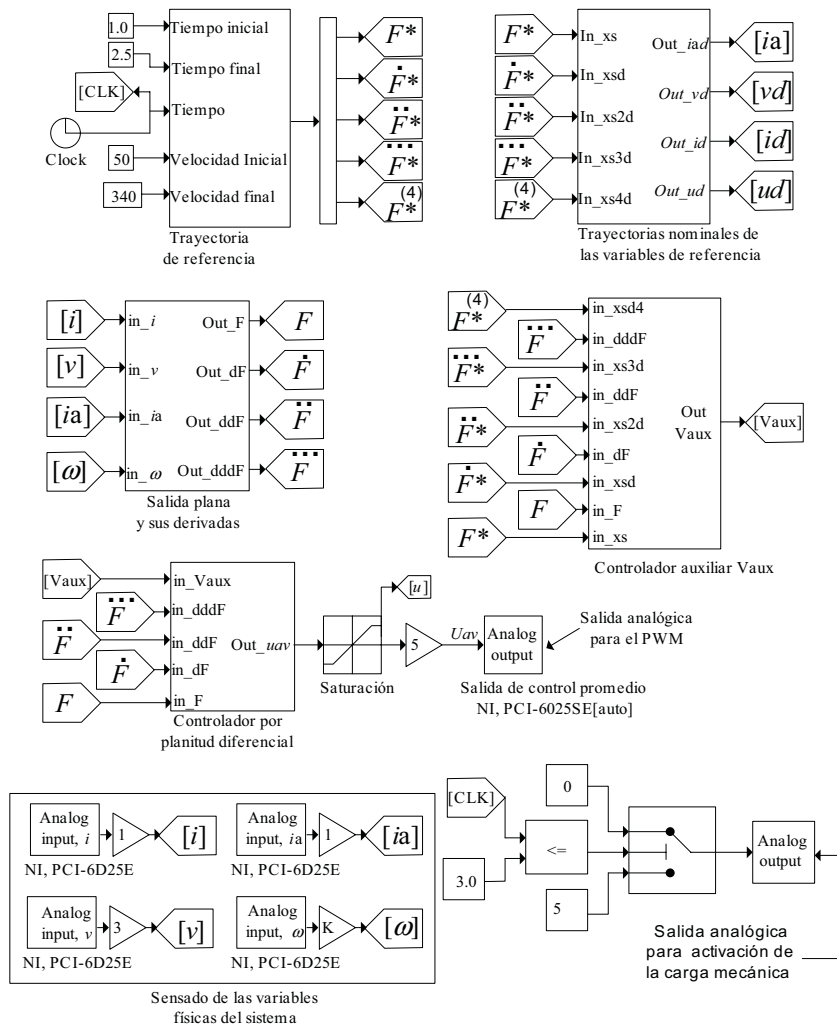 1.0
Tiempo inicial
2.5
Tiempo final
[CLK]
Tiempo
Clock
50
Velocidad Inicial
340
Velocidad final
Trayectoria
de referencia
F*
Ḟ*
F̈*
F⃛*
F*⁽⁴⁾
F*
In_xs
Ḟ*
In_xsd
F̈*
In_xs2d
F⃛*
In_xs3d
F*⁽⁴⁾
In_xs4d
Out_iad
[ia]
Out_vd
[vd]
Out_id
[id]
Out_ud
[ud]
Trayectorias nominales de
las variables de referencia
[i]
in_i
Out_F
F
[v]
in_v
Out_dF
Ḟ
[ia]
in_ia
Out_ddF
F̈
[ω]
in_ω
Out_dddF
F⃛
Salida plana
y sus derivadas
F*⁽⁴⁾
in_xsd4
F⃛
in_dddF
F⃛*
in_xs3d
F̈
in_ddF
F̈*
in_xs2d
Ḟ
in_dF
Ḟ*
in_xsd
F
in_F
F*
in_xs
Out
Vaux
[Vaux]
Controlador auxiliar Vaux
[Vaux]
in_Vaux
F⃛
in_dddF
F̈
in_ddF
Ḟ
in_dF
F
in_F
Out_uav
Controlador por
planitud diferencial
Saturación
[u]
5
Uav
Analog
output
Salida analógica
para el PWM
Salida de control promedio
NI, PCI-6025SE[auto]
Analog
input, i
1
[i]
NI, PCI-6D25E
Analog
input, ia
1
[ia]
NI, PCI-6D25E
Analog
input, v
3
[v]
NI, PCI-6D25E
Analog
input, ω
K
[ω]
NI, PCI-6D25E
Sensado de las variables
físicas del sistema
[CLK]
3.0
<=
0
5
Analog
output
Salida analógica
para activación de
la carga mecánica